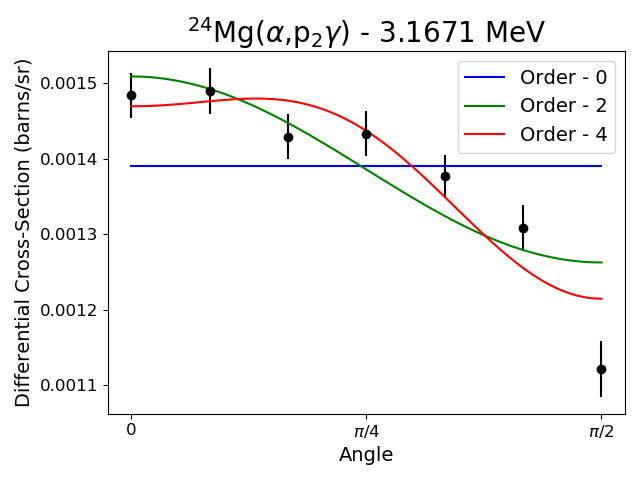 ²⁴Mg(α,p₂γ) - 3.1671 MeV
Differential Cross-Section (barns/sr)
0.0015
0.0014
0.0013
0.0012
0.0011
Order - 0
Order - 2
Order - 4
0
π/4
π/2
Angle